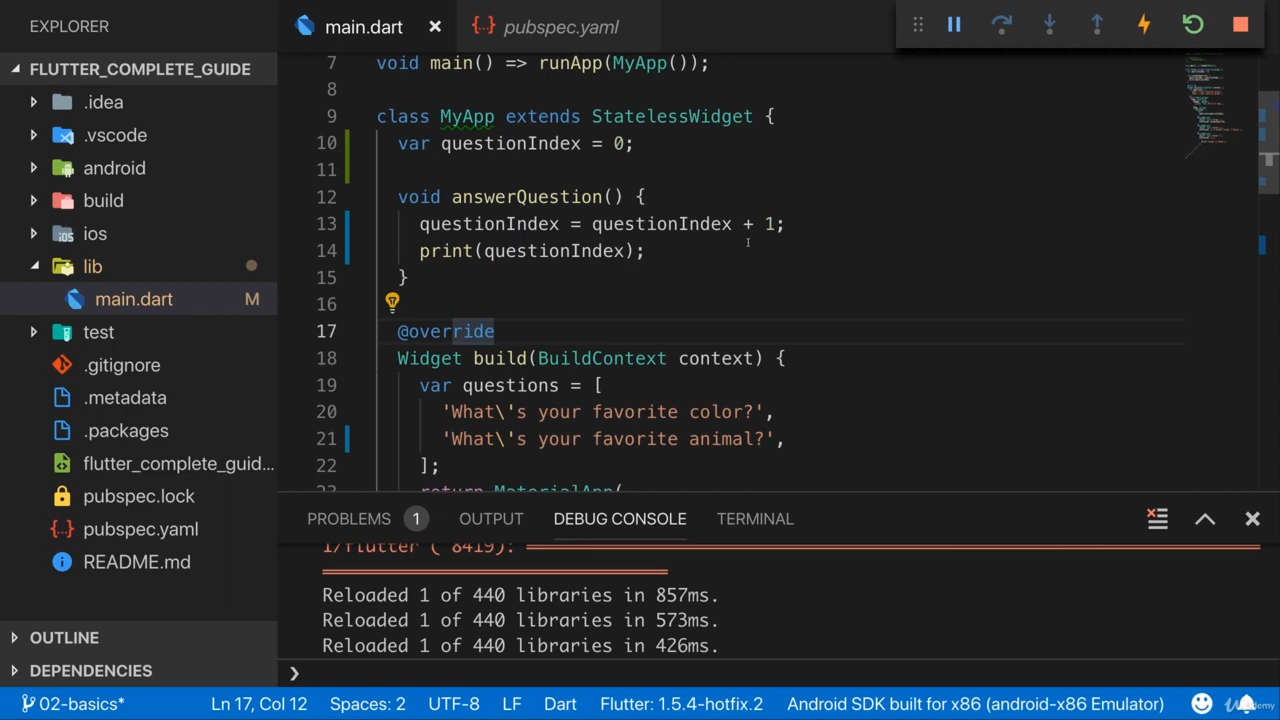 EXPLORER
main.dart
pubspec.yaml
FLUTTER_COMPLETE_GUIDE
.idea
.vscode
android
build
ios
lib
main.dart M
test
.gitignore
.metadata
.packages
flutter_complete_guid...
pubspec.lock
pubspec.yaml
README.md
OUTLINE
DEPENDENCIES
7 void main() => runApp(MyApp());
8
9 class MyApp extends StatelessWidget {
10 var questionIndex = 0;
11
12 void answerQuestion() {
13 questionIndex = questionIndex + 1;
14 print(questionIndex);
15 }
16
17 @override
18 Widget build(BuildContext context) {
19 var questions = [
20 'What\'s your favorite color?',
21 'What\'s your favorite animal?',
22 ];
23 return MaterialApp(
PROBLEMS 1 OUTPUT DEBUG CONSOLE TERMINAL
I/flutter ( 8419): ══════════
══════════
Reloaded 1 of 440 libraries in 857ms.
Reloaded 1 of 440 libraries in 573ms.
Reloaded 1 of 440 libraries in 426ms.
02-basics* Ln 17, Col 12 Spaces: 2 UTF-8 LF Dart Flutter: 1.5.4-hotfix.2 Android SDK built for x86 (android-x86 Emulator)